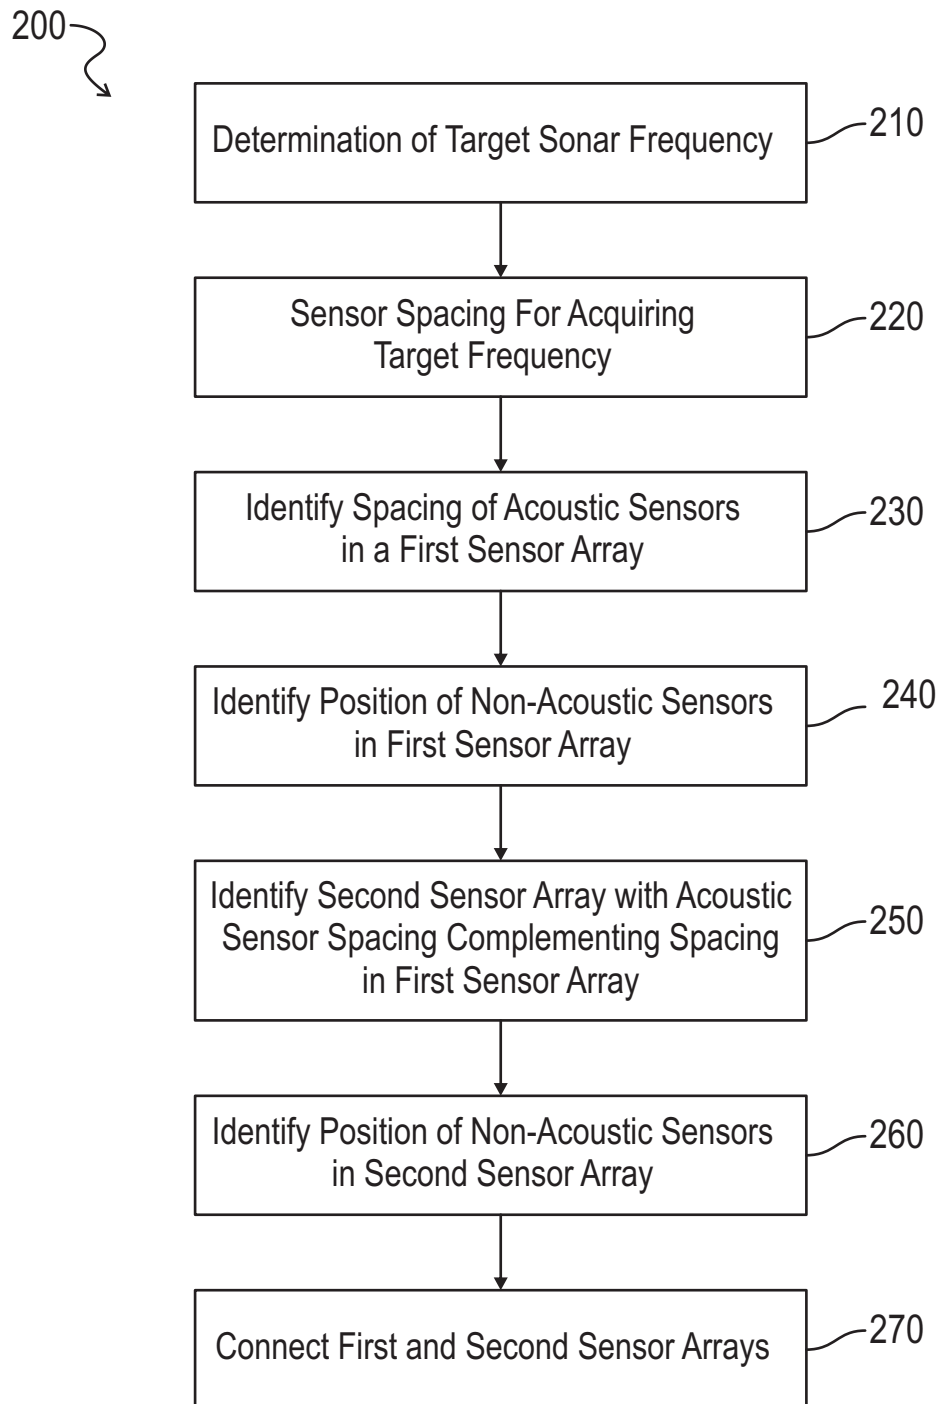 200
Determination of Target Sonar Frequency
210
Sensor Spacing For Acquiring
Target Frequency
220
Identify Spacing of Acoustic Sensors
in a First Sensor Array
230
Identify Position of Non-Acoustic Sensors
in First Sensor Array
240
Identify Second Sensor Array with Acoustic
Sensor Spacing Complementing Spacing
in First Sensor Array
250
Identify Position of Non-Acoustic Sensors
in Second Sensor Array
260
Connect First and Second Sensor Arrays
270